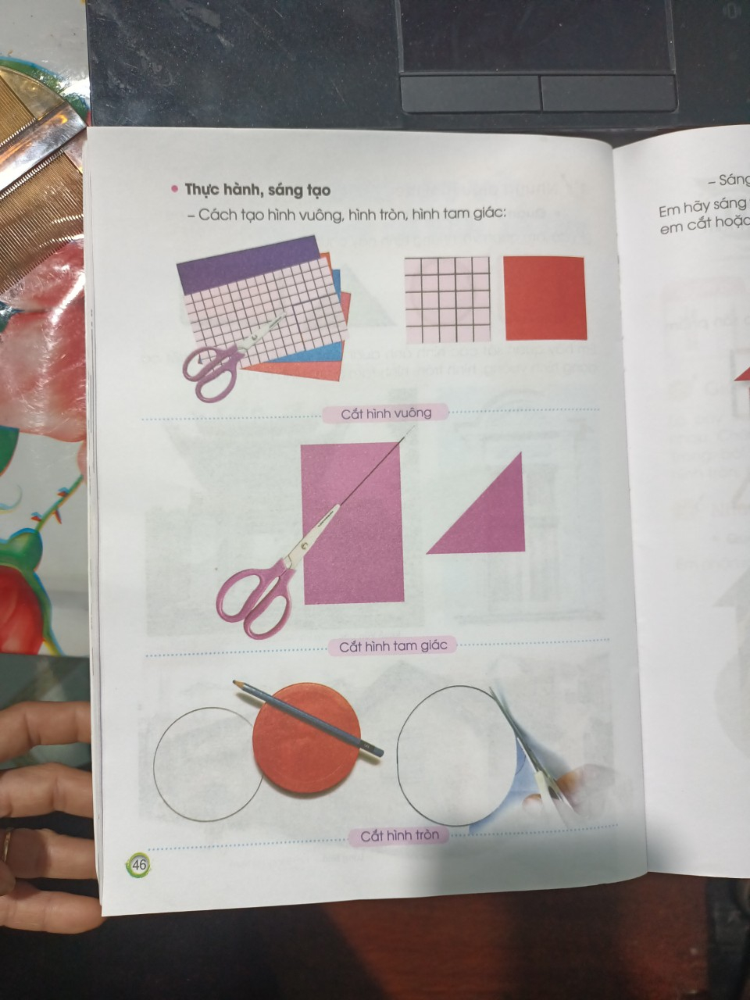 Thực hành, sáng tạo
– Cách tạo hình vuông, hình tròn, hình tam giác:
Cắt hình vuông
Cắt hình tam giác
Cắt hình tròn
46
– Sáng
Em hãy sáng
em cắt hoặc